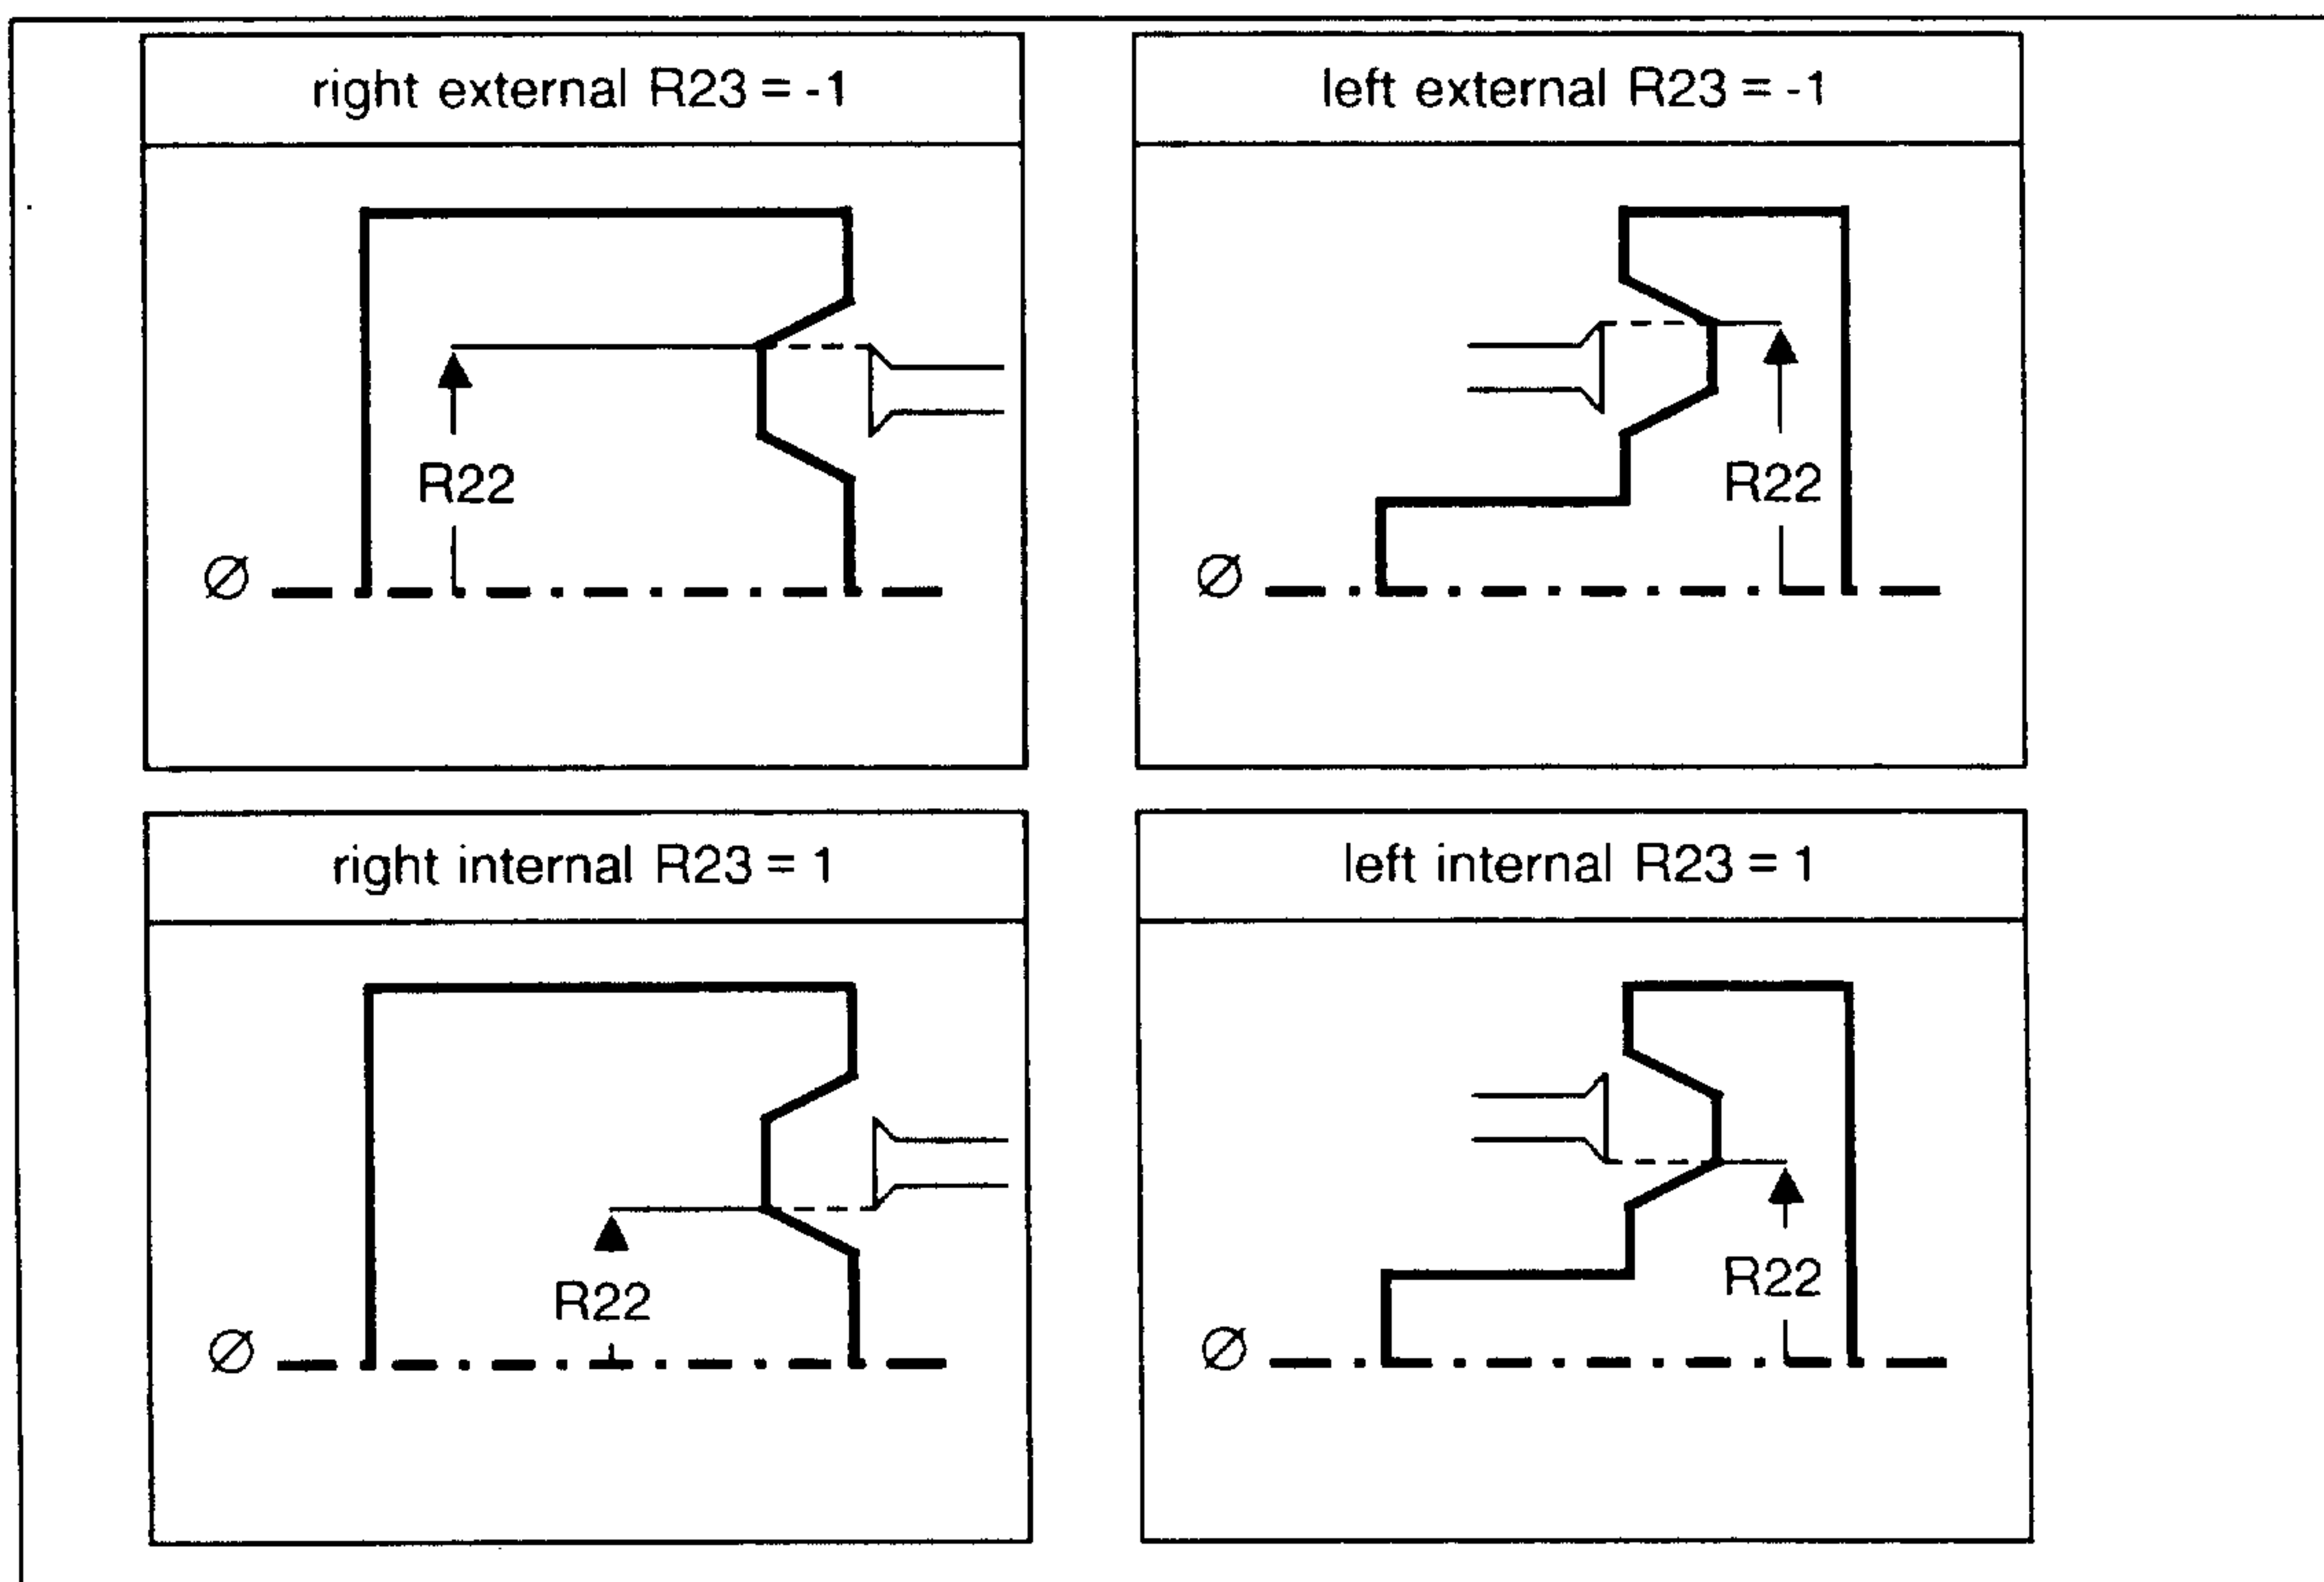 right external R23 = -1
R22
Ø
left external R23 = -1
R22
Ø
right internal R23 = 1
R22
Ø
left internal R23 = 1
R22
Ø